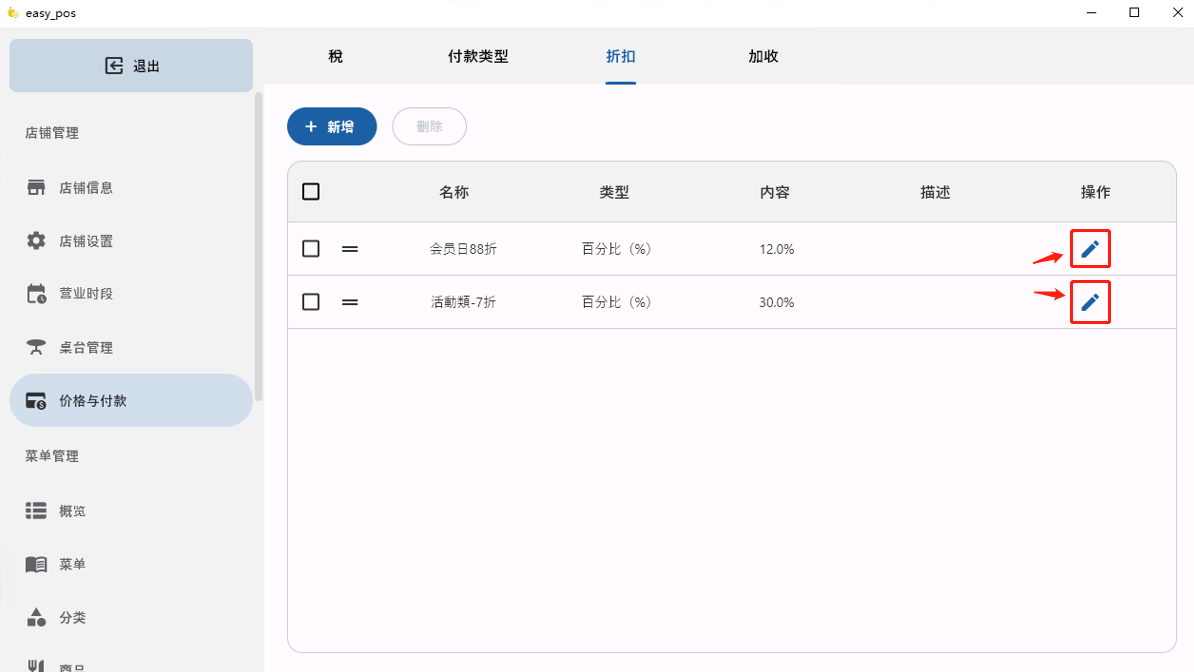 easy_pos
退出
税
付款类型
折扣
加收
店铺管理
+ 新增
删除
店铺信息
名称
类型
内容
描述
操作
店铺设置
会员日88折
百分比（%）
12.0%
营业时段
活動類-7折
百分比（%）
30.0%
桌台管理
价格与付款
菜单管理
概览
菜单
分类
商品